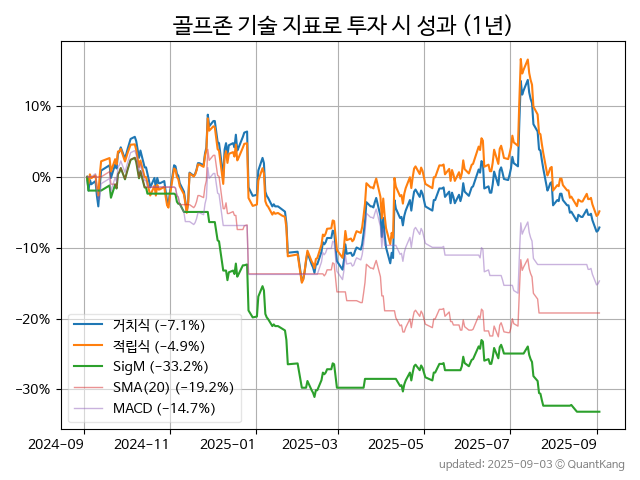 골프존 기술 지표로 투자 시 성과 (1년)
10%
0%
−10%
−20%
−30%
거치식 (−7.1%)
적립식 (−4.9%)
SigM (−33.2%)
SMA(20) (−19.2%)
MACD (−14.7%)
2024-09 2024-11 2025-01 2025-03 2025-05 2025-07 2025-09
updated: 2025-09-03 © QuantKang